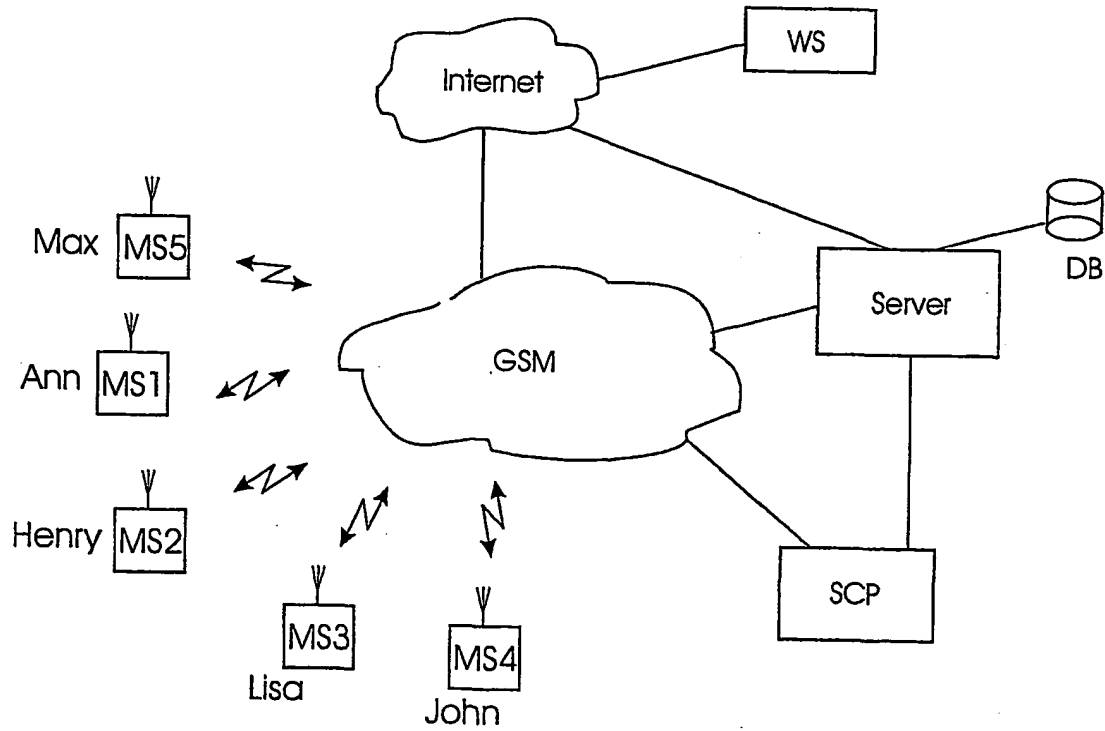 WS
Internet
DB
Server
Max MS5
Ann MS1
GSM
Henry MS2
SCP
MS3
Lisa
MS4
John